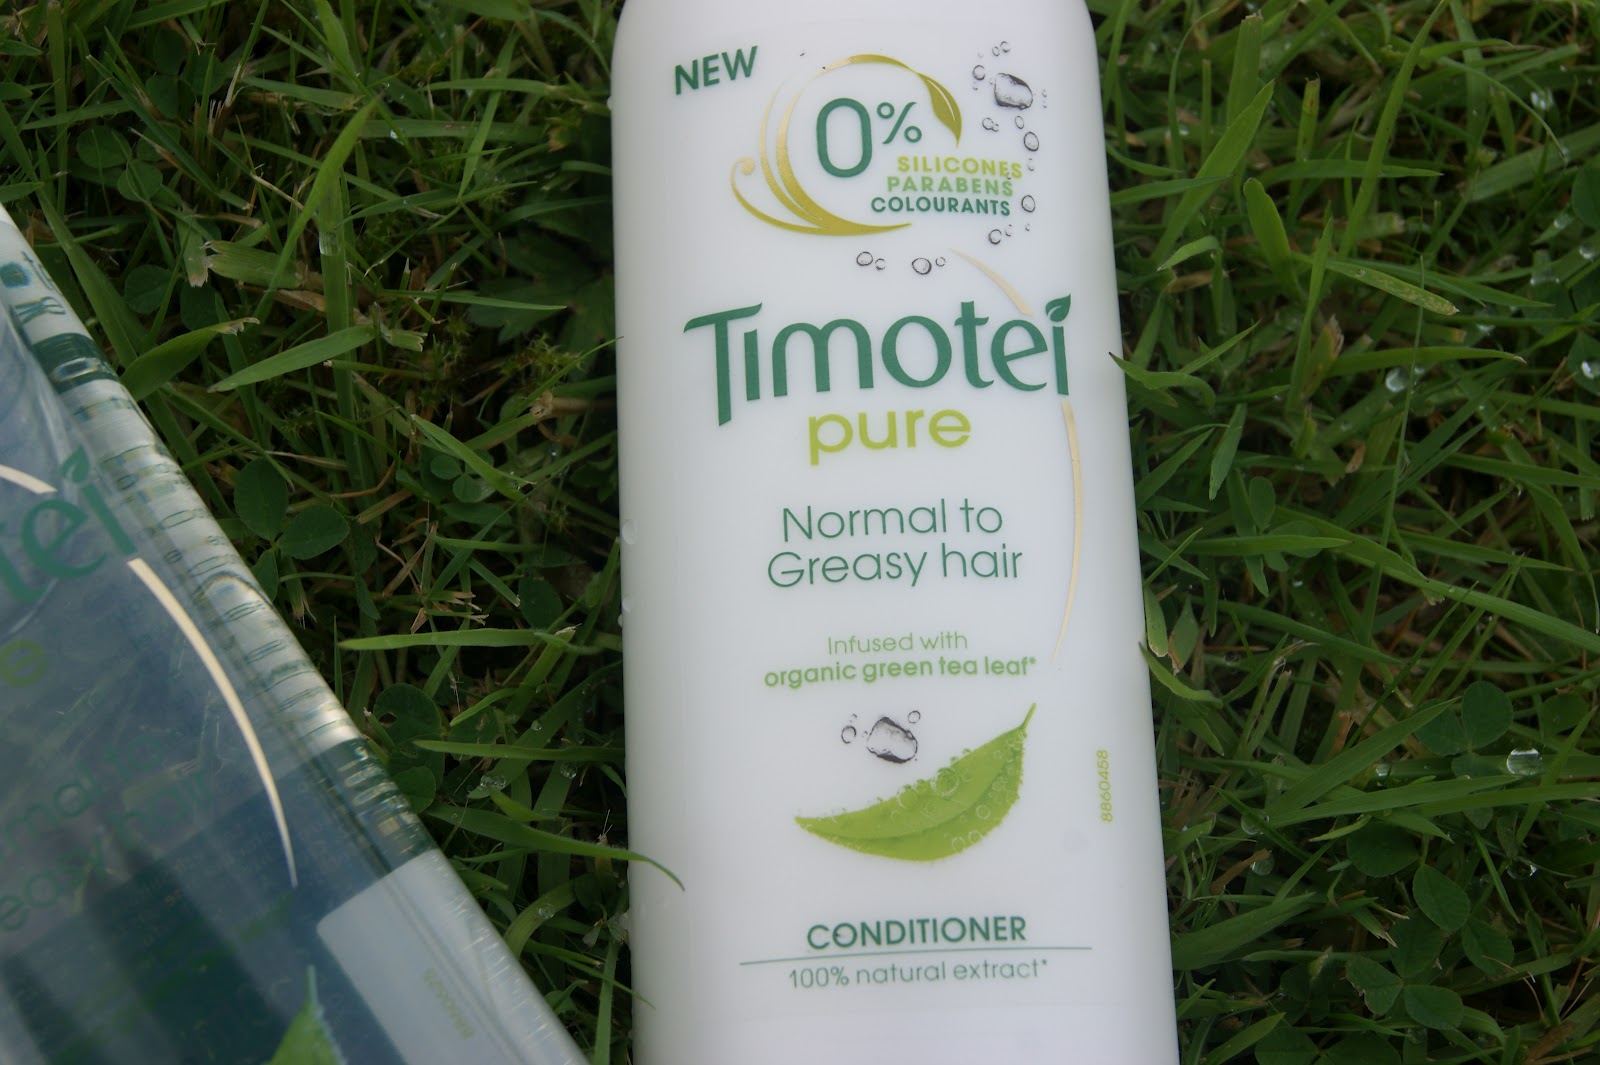 NEW
0%
SILICONES
PARABENS
COLOURANTS
Timotei
pure
Normal to
Greasy hair
Infused with
organic green tea leaf*
8860458
CONDITIONER
100% natural extract*
tei
e